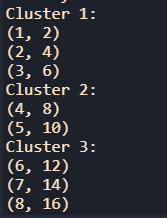 Cluster 1:
(1, 2)
(2, 4)
(3, 6)
Cluster 2:
(4, 8)
(5, 10)
Cluster 3:
(6, 12)
(7, 14)
(8, 16)